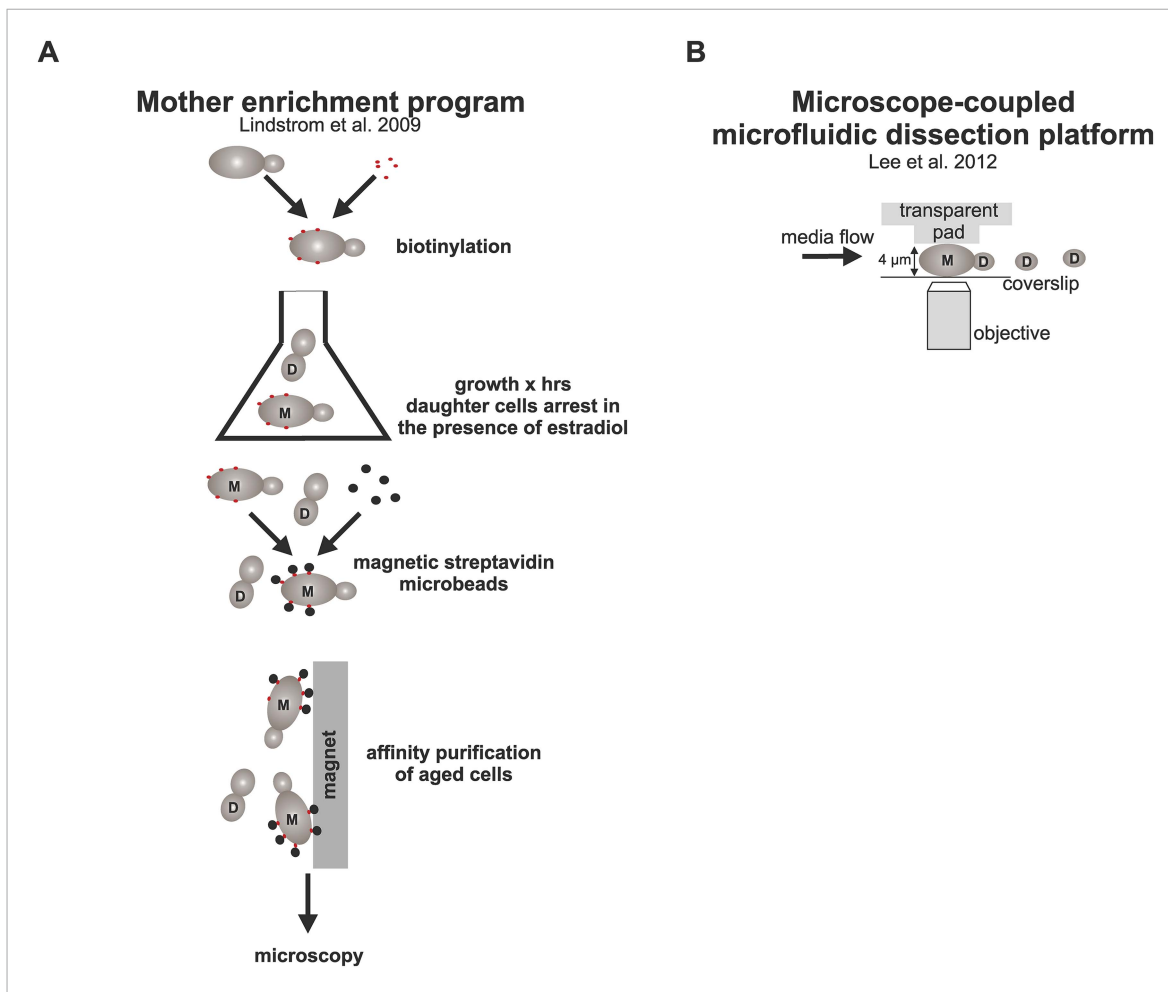 A
Mother enrichment program
Lindstrom et al. 2009
biotinylation
D
M
growth x hrs
daughter cells arrest in
the presence of estradiol
M
D
magnetic streptavidin
microbeads
D
M
M
magnet
affinity purification
of aged cells
D
M
microscopy
B
Microscope-coupled
microfluidic dissection platform
Lee et al. 2012
transparent
pad
media flow
4 µm
M
D
D
D
coverslip
objective